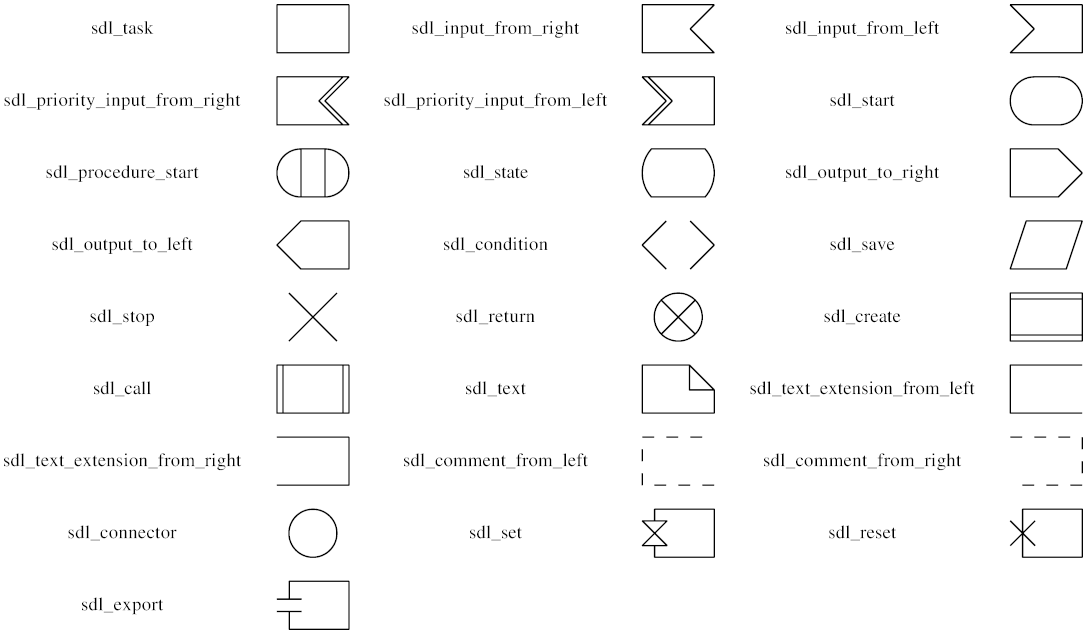 sdl_task
sdl_input_from_right
sdl_input_from_left
sdl_priority_input_from_right
sdl_priority_input_from_left
sdl_start
sdl_procedure_start
sdl_state
sdl_output_to_right
sdl_output_to_left
sdl_condition
sdl_save
sdl_stop
sdl_return
sdl_create
sdl_call
sdl_text
sdl_text_extension_from_left
sdl_text_extension_from_right
sdl_comment_from_left
sdl_comment_from_right
sdl_connector
sdl_set
sdl_reset
sdl_export